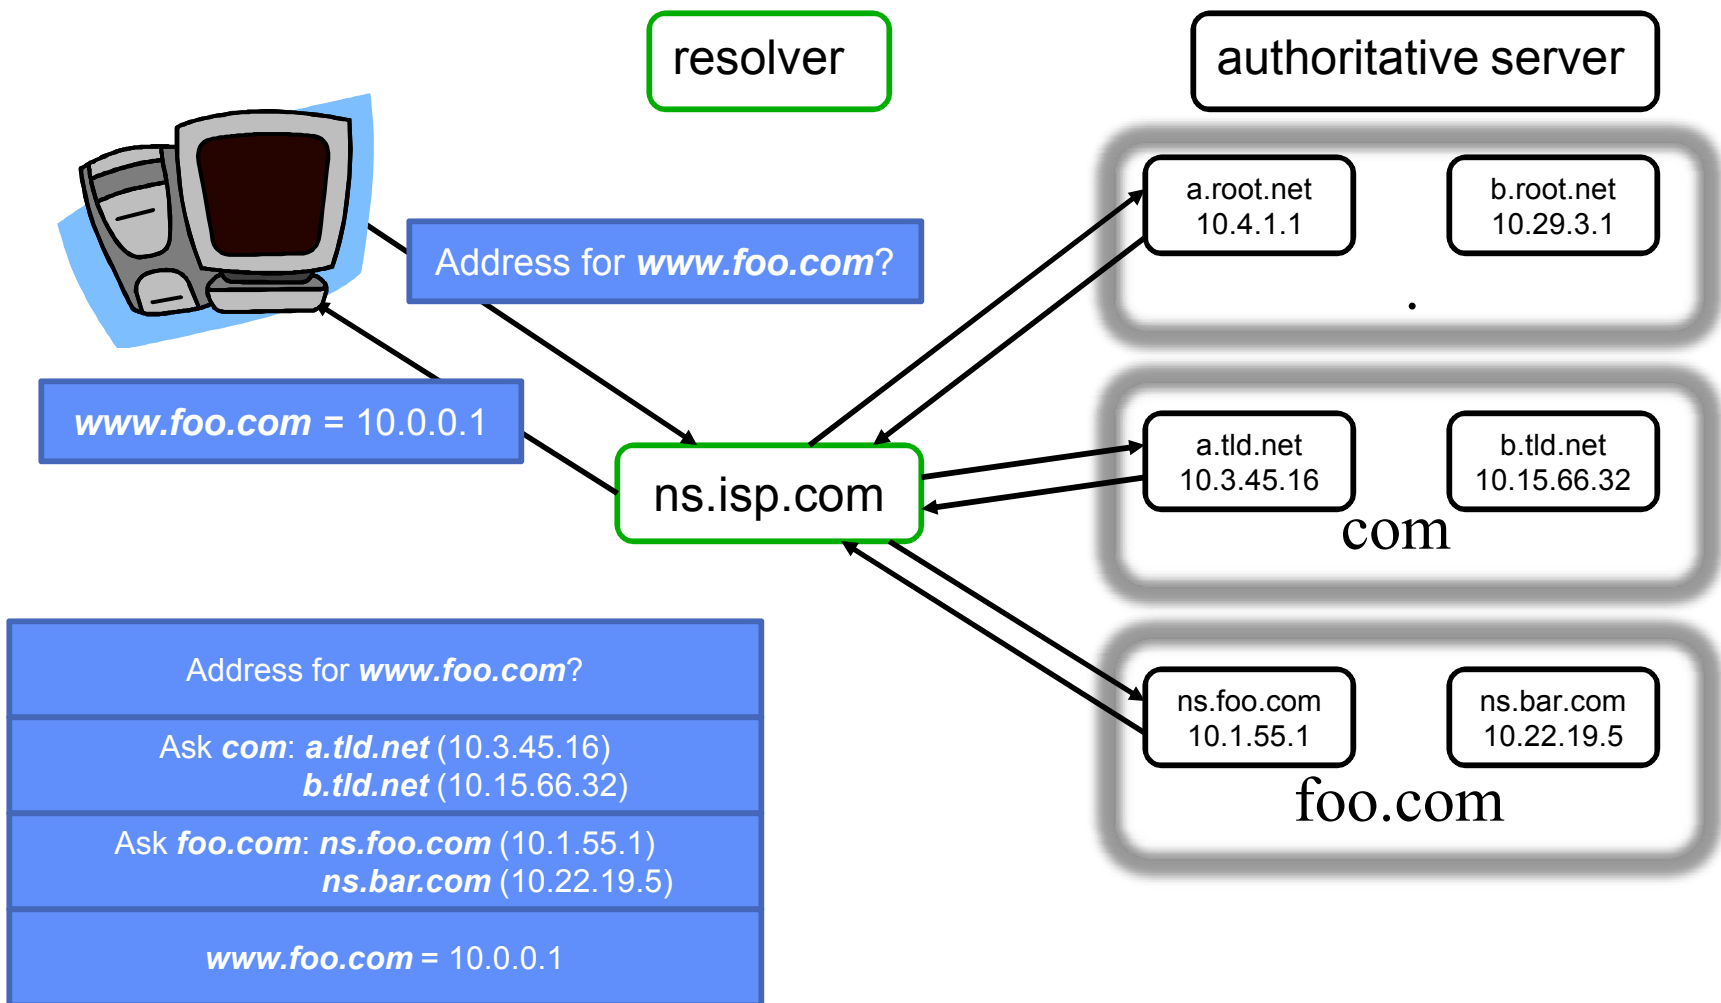 resolver
authoritative server
a.root.net
10.4.1.1
b.root.net
10.29.3.1
.
Address for www.foo.com?
www.foo.com = 10.0.0.1
ns.isp.com
a.tld.net
10.3.45.16
b.tld.net
10.15.66.32
com
ns.foo.com
10.1.55.1
ns.bar.com
10.22.19.5
foo.com
Address for www.foo.com?
Ask com: a.tld.net (10.3.45.16)
b.tld.net (10.15.66.32)
Ask foo.com: ns.foo.com (10.1.55.1)
ns.bar.com (10.22.19.5)
www.foo.com = 10.0.0.1